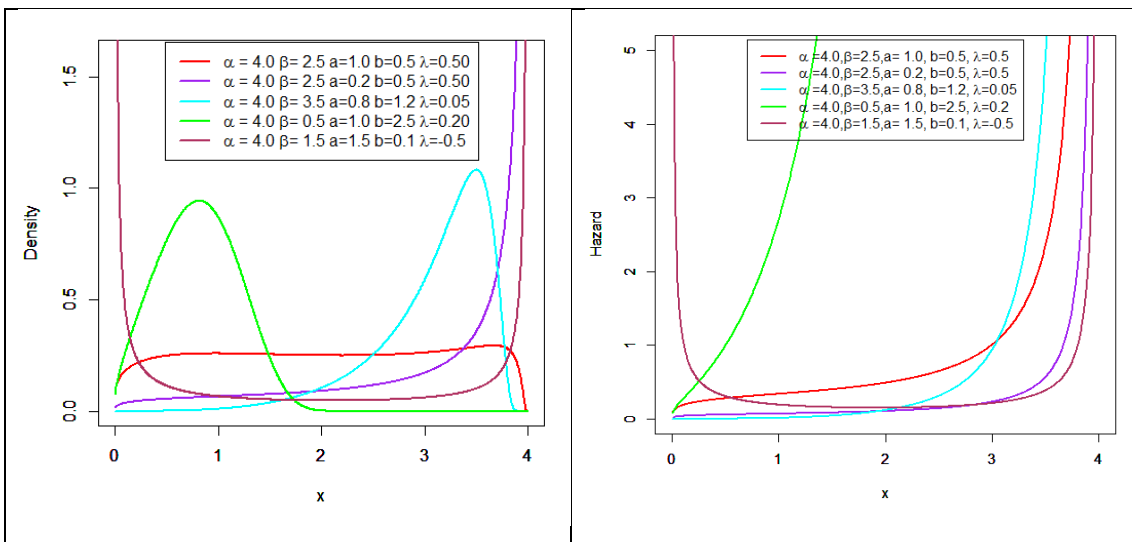 α = 4.0 β= 2.5 a=1.0 b=0.5 λ=0.50
α = 4.0 β= 2.5 a=0.2 b=0.5 λ=0.50
α = 4.0 β= 3.5 a=0.8 b=1.2 λ=0.05
α = 4.0 β= 0.5 a=1.0 b=2.5 λ=0.20
α = 4.0 β= 1.5 a=1.5 b=0.1 λ=-0.5
Density
0.0
0.5
1.0
1.5
0 1 2 3 4
x
α=4.0,β=2.5,a= 1.0, b=0.5, λ=0.5
α=4.0,β=2.5,a= 0.2, b=0.5, λ=0.5
α=4.0,β=3.5,a= 0.8, b=1.2, λ=0.05
α=4.0,β=0.5,a= 1.0, b=2.5, λ=0.2
α=4.0,β=1.5,a= 1.5, b=0.1, λ=-0.5
Hazard
0
1
2
3
4
5
0 1 2 3 4
x